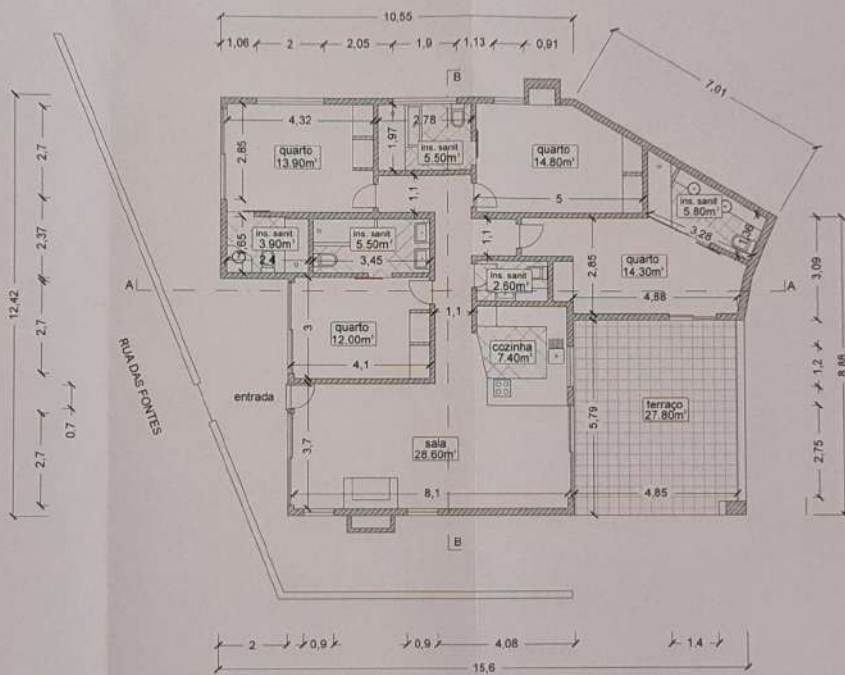 10,55
1,06
2
2,05
1,9
1,13
0,91
B
7,01
4,32
1,97
2,78
ins. sanit
5.50m²
2,85
quarto
13.90m²
quarto
14.80m²
5
1,1
ins. sanit
5.80m²
3,28
1,36
2,7
2,37
2,7
2,7
0,7
12,42
1,65
ins. sanit
3.90m²
2,4
ins. sanit
5.50m²
3,45
1,1
2,85
quarto
14.30m²
4,88
ins. sanit
2.60m²
A
A
3
quarto
12.00m²
4,1
1,1
cozinha
7.40m²
3,09
1,2
2,75
8,88
RUA DAS FONTES
entrada
3,7
sala
28.60m²
8,1
5,79
terraço
27.80m²
4,85
B
2
0,9
0,9
4,08
1,4
15,6